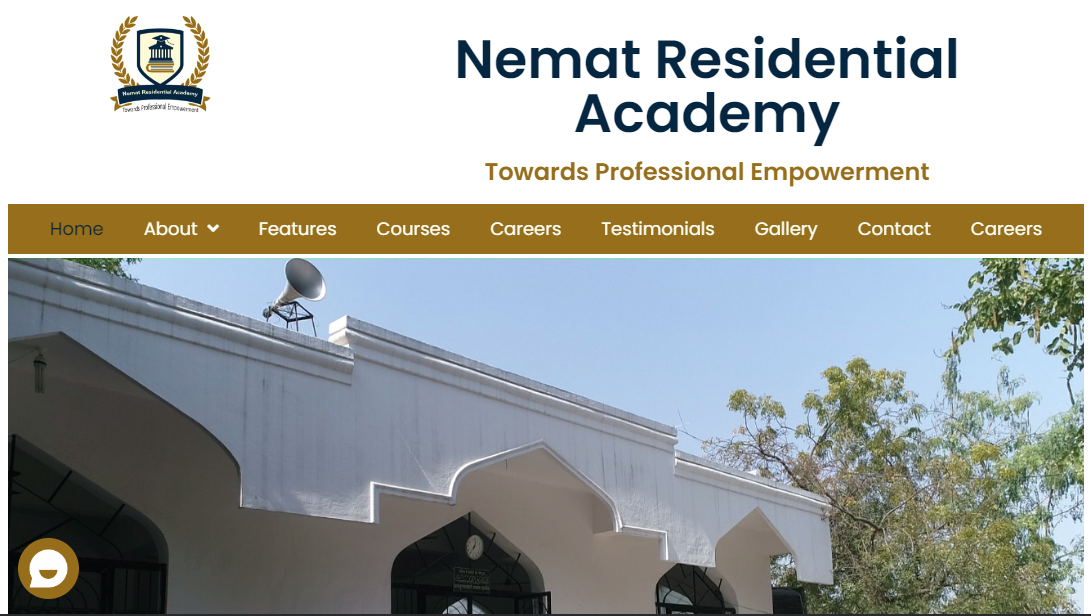 Nemat Residential Academy
Towards Professional Empowerment
Nemat Residential
Academy
Towards Professional Empowerment
Home About Features Courses Careers Testimonials Gallery Contact Careers